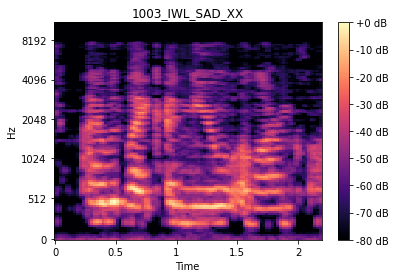 1003_IWL_SAD_XX
+0 dB
8192
-10 dB
4096
-20 dB
-30 dB
2048
-40 dB
Hz
1024
-50 dB
512
-60 dB
-70 dB
0
-80 dB
0 0.5 1 1.5 2
Time